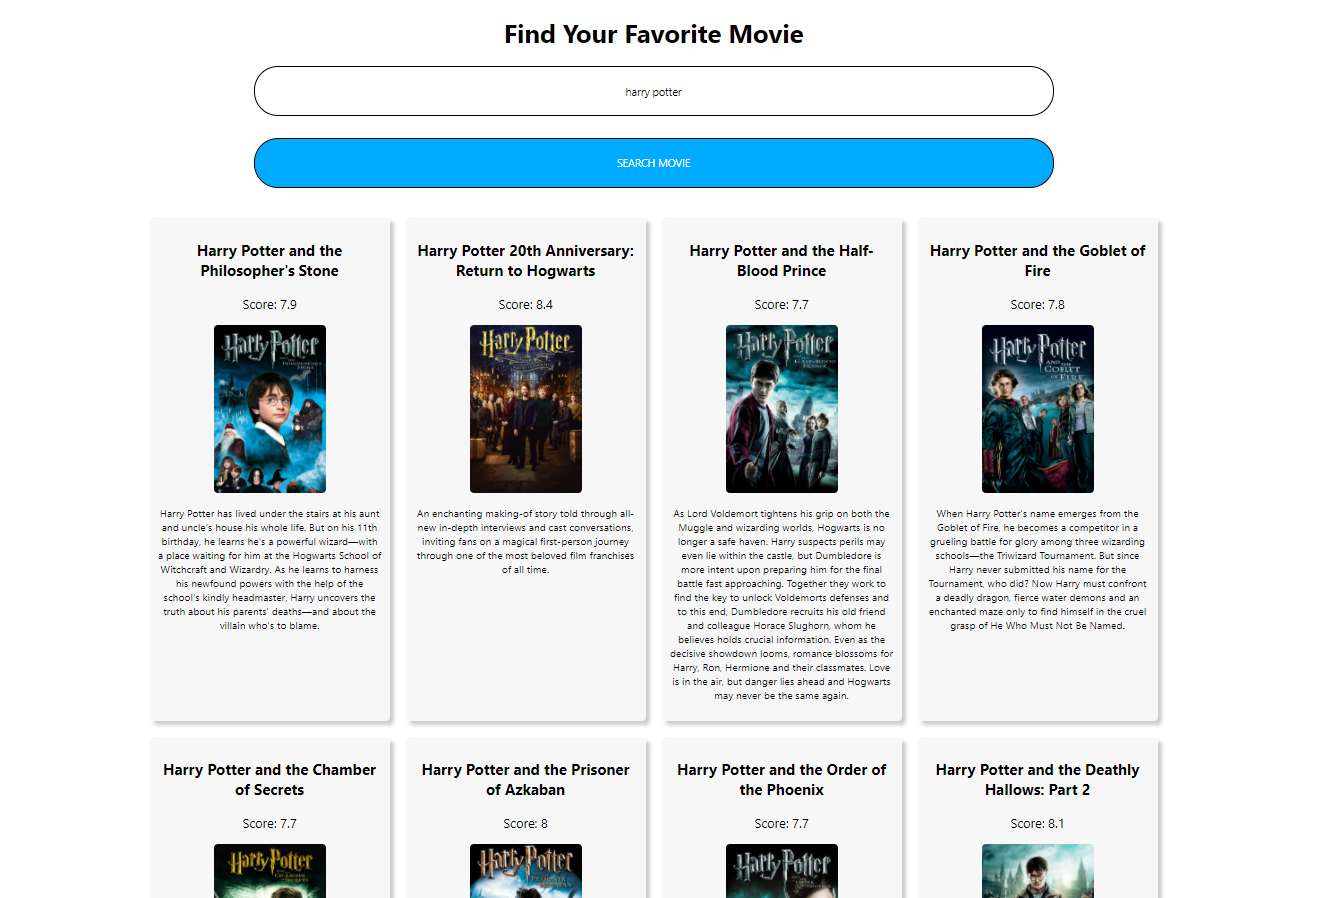 Find Your Favorite Movie
harry potter
SEARCH MOVIE
Harry Potter and the
Philosopher's Stone
Score: 7.9
Harry Potter
Harry Potter has lived under the stairs at his aunt
and uncle's house his whole life. But on his 11th
birthday, he learns he's a powerful wizard—with
a place waiting for him at the Hogwarts School of
Witchcraft and Wizardry. As he learns to harness
his newfound powers with the help of the
school's kindly headmaster, Harry uncovers the
truth about his parents' deaths—and about the
villain who's to blame.
Harry Potter 20th Anniversary:
Return to Hogwarts
Score: 8.4
Harry Potter
An enchanting making-of story told through all-
new in-depth interviews and cast conversations,
inviting fans on a magical first-person journey
through one of the most beloved film franchises
of all time.
Harry Potter and the Half-
Blood Prince
Score: 7.7
Harry Potter
As Lord Voldemort tightens his grip on both the
Muggle and wizarding worlds, Hogwarts is no
longer a safe haven. Harry suspects perils may
even lie within the castle, but Dumbledore is
more intent upon preparing him for the final
battle fast approaching. Together they work to
find the key to unlock Voldemorts defenses and
to this end, Dumbledore recruits his old friend
and colleague Horace Slughorn, whom he
believes holds crucial information. Even as the
decisive showdown looms, romance blossoms for
Harry, Ron, Hermione and their classmates. Love
is in the air, but danger lies ahead and Hogwarts
may never be the same again.
Harry Potter and the Goblet of
Fire
Score: 7.8
Harry Potter
AND THE
GOBLET
OF FIRE
When Harry Potter's name emerges from the
Goblet of Fire, he becomes a competitor in a
grueling battle for glory among three wizarding
schools—the Triwizard Tournament. But since
Harry never submitted his name for the
Tournament, who did? Now Harry must confront
a deadly dragon, fierce water demons and an
enchanted maze only to find himself in the cruel
grasp of He Who Must Not Be Named.
Harry Potter and the Chamber
of Secrets
Score: 7.7
Harry Potter
Harry Potter and the Prisoner
of Azkaban
Score: 8
Harry Potter
Harry Potter and the Order of
the Phoenix
Score: 7.7
Harry Potter
Harry Potter and the Deathly
Hallows: Part 2
Score: 8.1